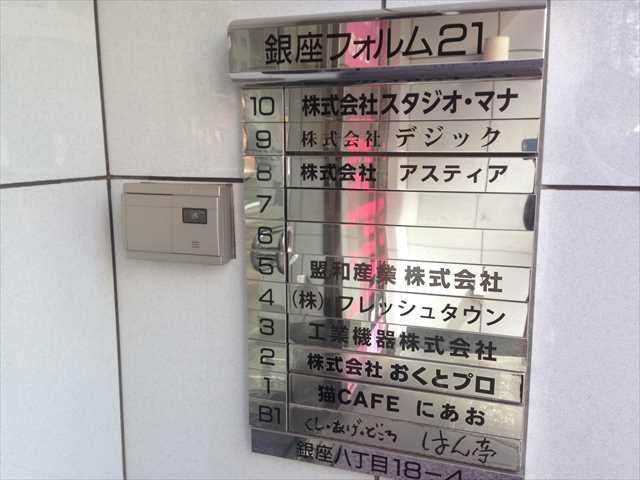 銀座フォルム21
10 株式会社スタジオ・マナ
9 株式会社 デジック
8 株式会社 アスティア
7
6
5 盟和産業株式会社
4 (株)フレッシュタウン
3 工業機器株式会社
2 株式会社 おくとプロ
1 猫CAFE にあお
B1 くし・あげ・どころ はん亭
銀座八丁目18-4